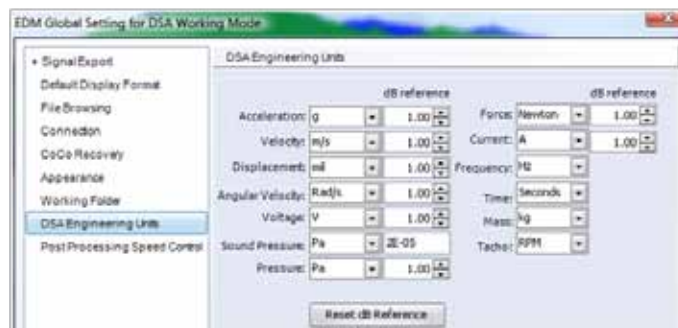 EDM Global Setting for DSA Working Mode
Signal Export
Default Display Format
File Browsing
Connection
CoCo Recovery
Appearance
Working Folder
DSA Engineering Units
Post Processing Speed Control
DSA Engineering Units
dB reference
dB reference
Acceleration: g 1.00
Force: Newton 1.00
Velocity: m/s 1.00
Current: A 1.00
Displacement: mil 1.00
Frequency: Hz
Angular Velocity: Rad/s 1.00
Time: Seconds
Voltage: V 1.00
Mass: kg
Sound Pressure: Pa 2E-05
Tacho: RPM
Pressure: Pa 1.00
Reset dB Reference